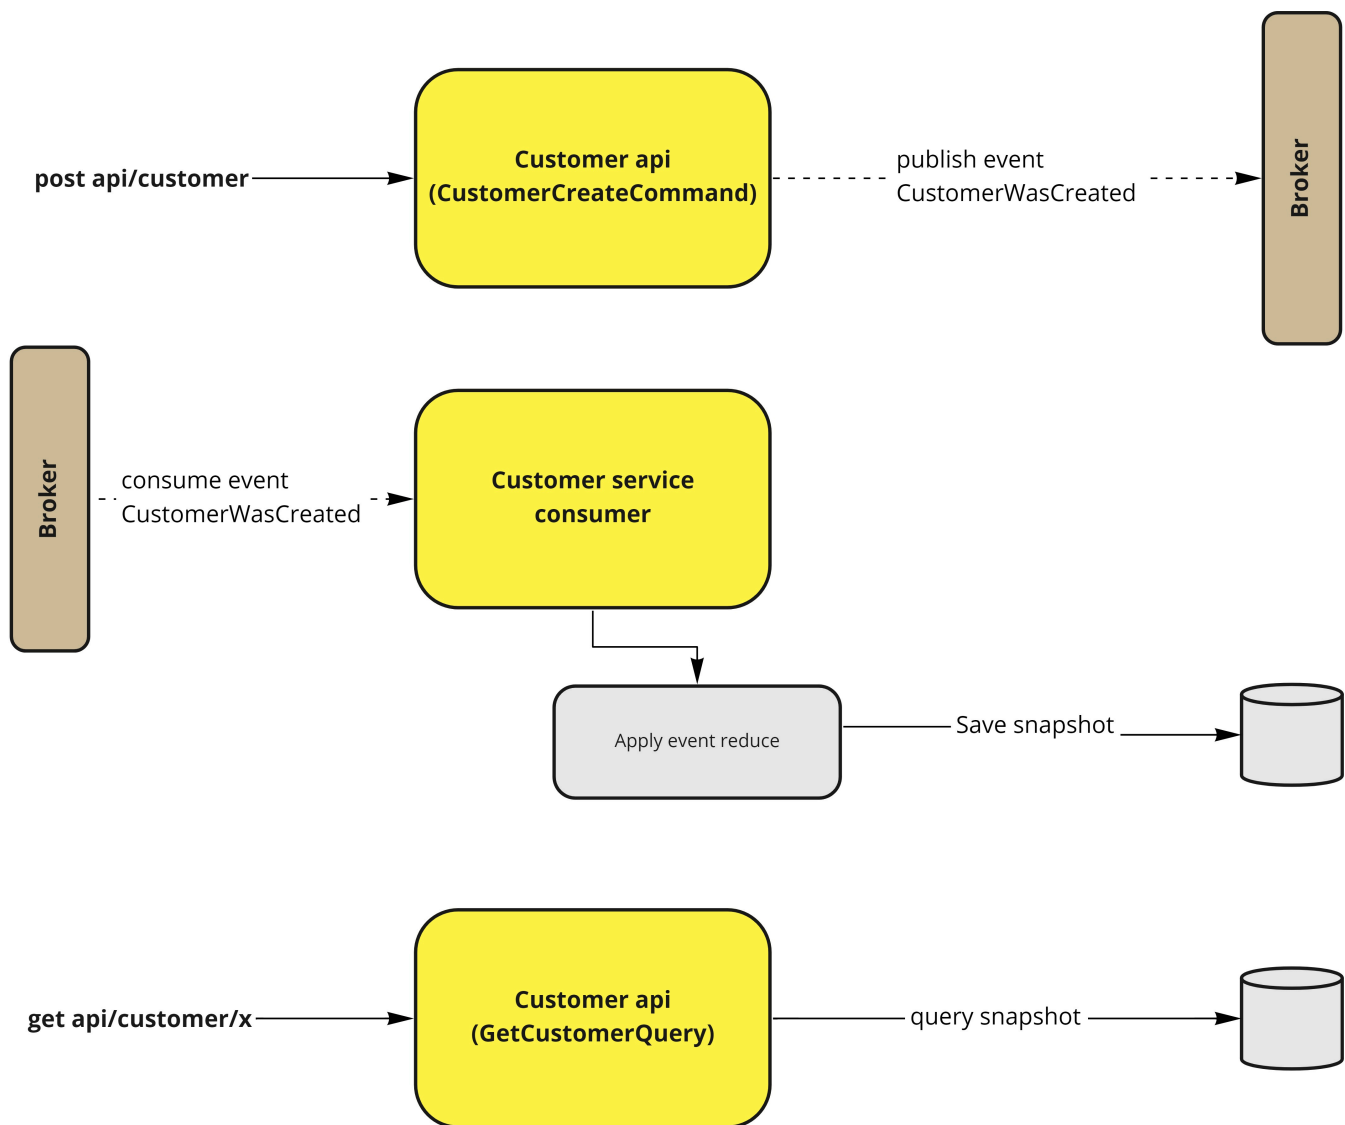 post api/customer
Customer api
(CustomerCreateCommand)
publish event
CustomerWasCreated
Broker
Broker
consume event
CustomerWasCreated
Customer service
consumer
Apply event reduce
Save snapshot
get api/customer/x
Customer api
(GetCustomerQuery)
query snapshot